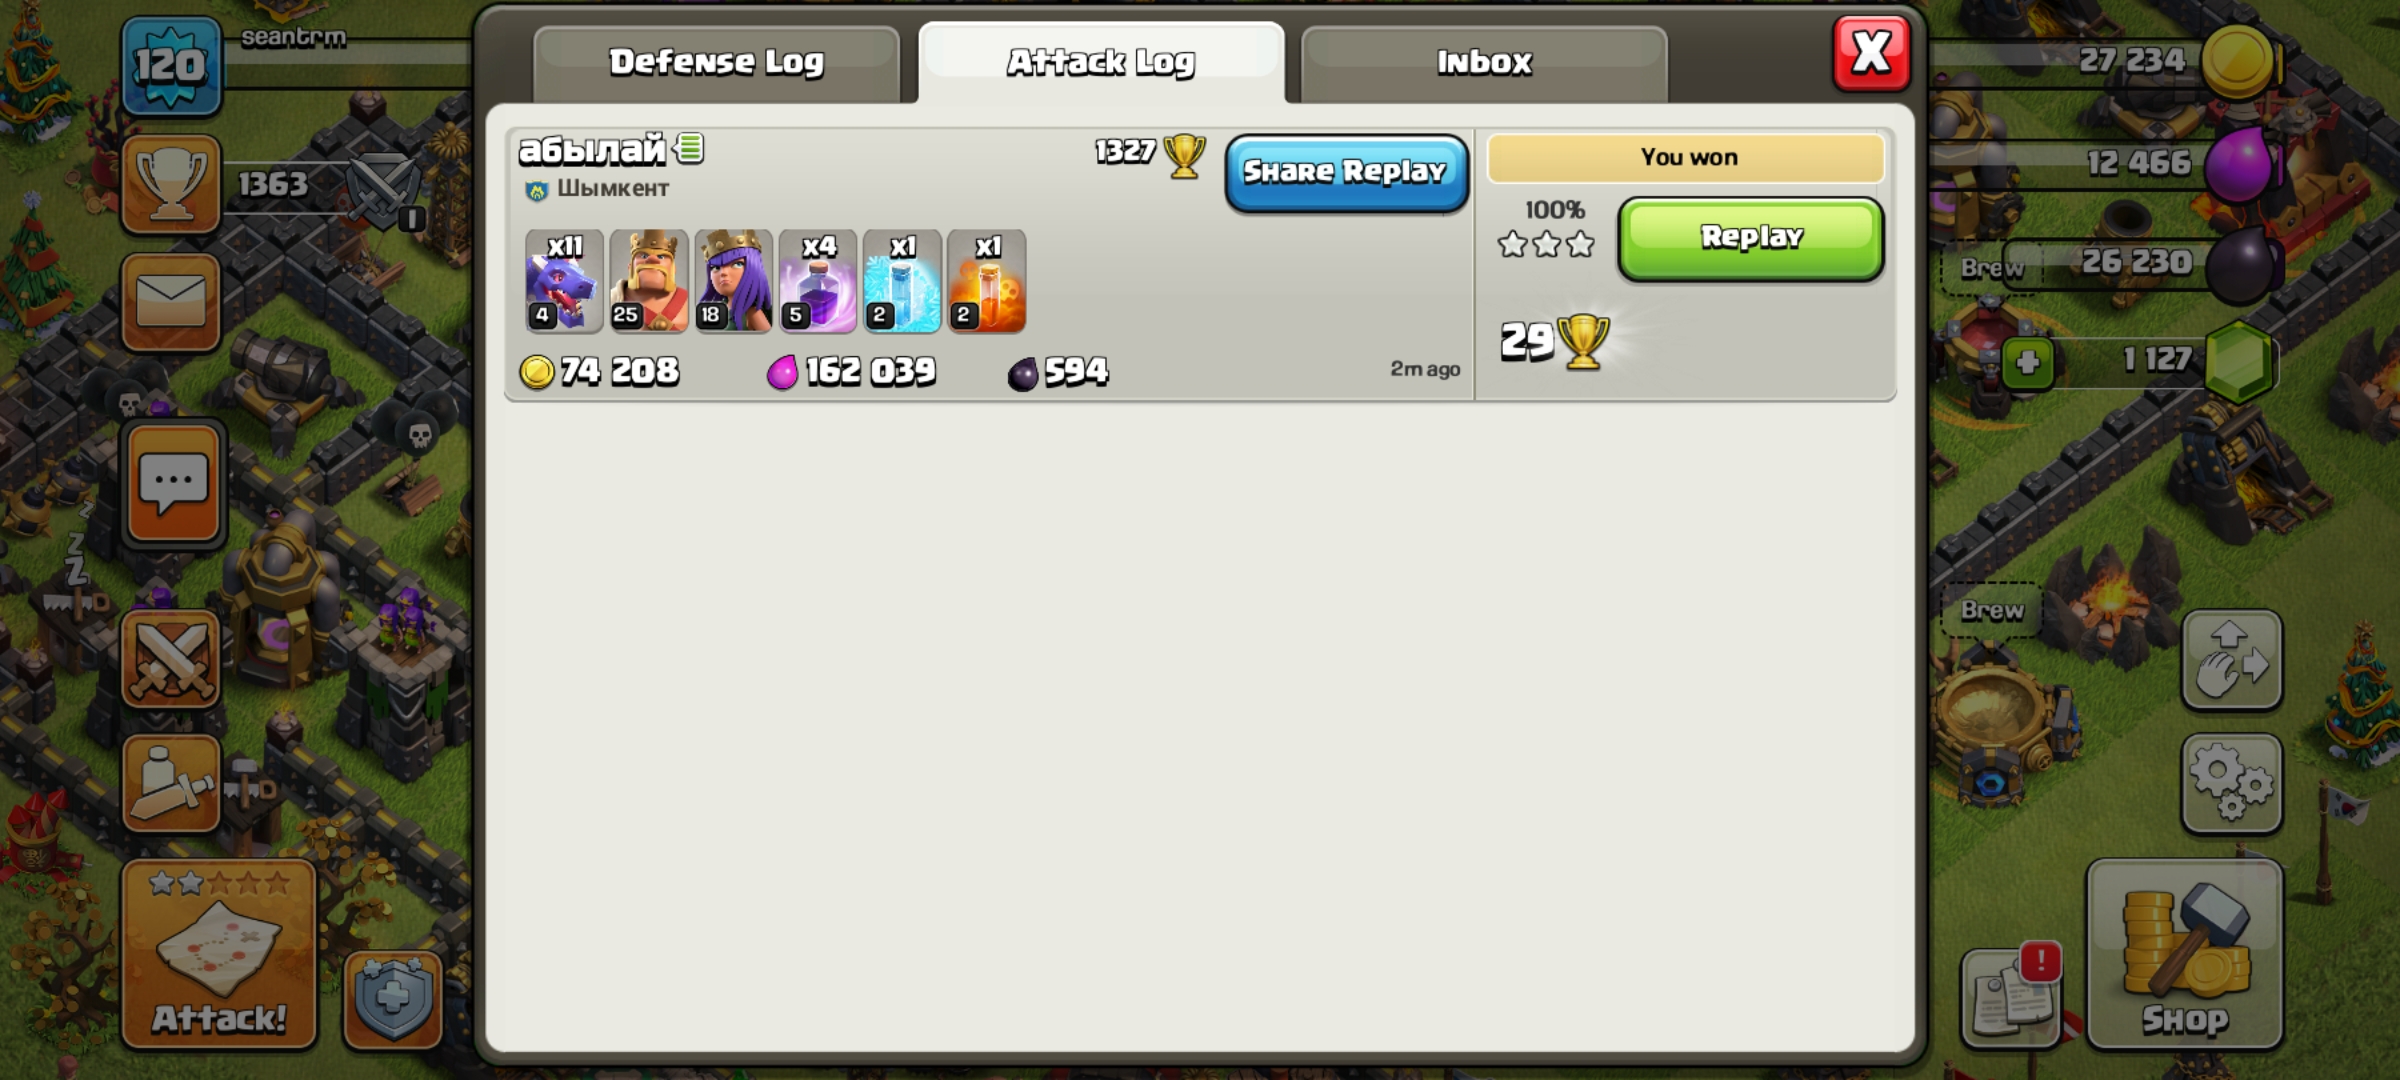 120
seantrm
Defense Log
Attack Log
Inbox
X
27 234
абылай
1327
Share Replay
You won
1363
I
Шымкент
12 466
100%
Replay
x11
x4
x1
x1
Brew
26 230
4
25
18
5
2
2
29
1 127
74 208
162 039
594
2m ago
z
Z
Z
Brew
Attack!
!
Shop